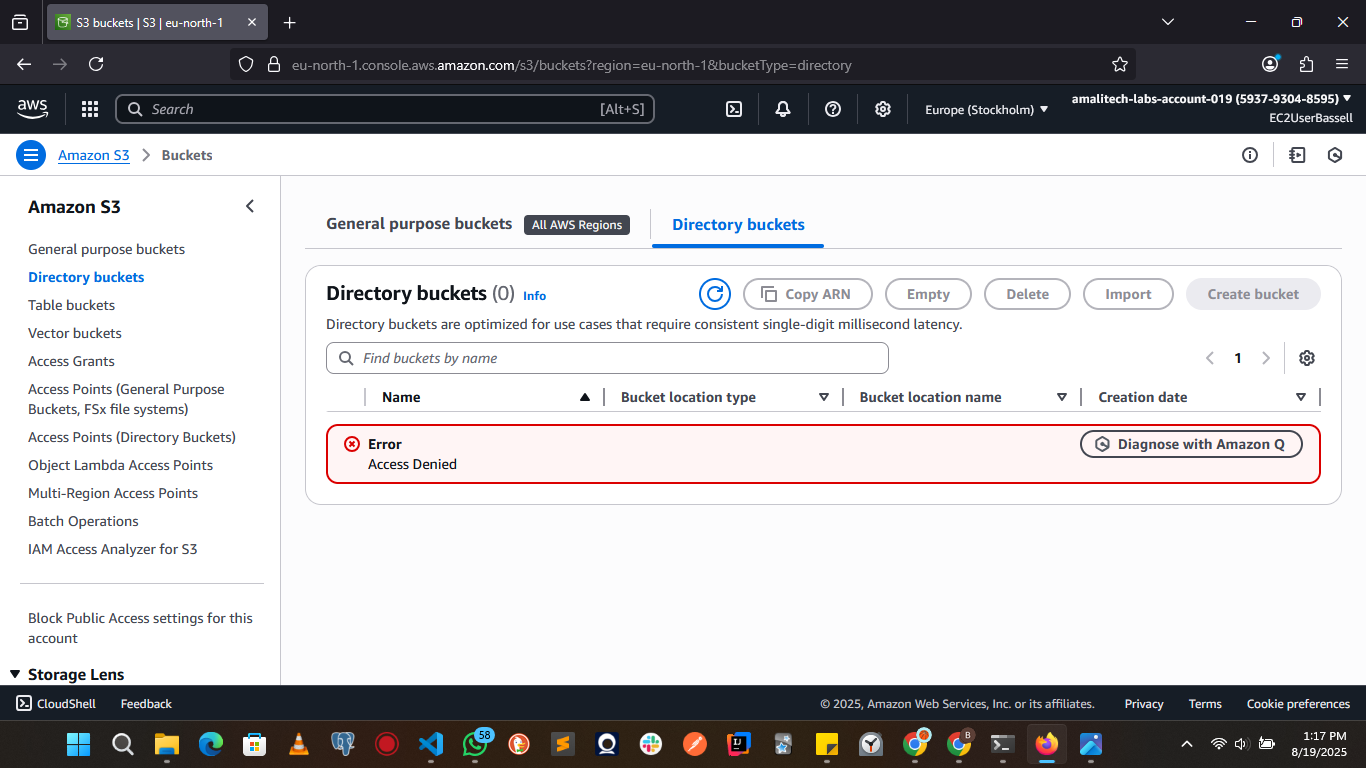 S3 buckets | S3 | eu-north-1
eu-north-1.console.aws.amazon.com/s3/buckets?region=eu-north-1&bucketType=directory
aws
Search [Alt+S]
Europe (Stockholm)
amalitech-labs-account-019 (5937-9304-8595)
EC2UserBassell
Amazon S3 Buckets
Amazon S3
General purpose buckets
Directory buckets
Table buckets
Vector buckets
Access Grants
Access Points (General Purpose
Buckets, FSx file systems)
Access Points (Directory Buckets)
Object Lambda Access Points
Multi-Region Access Points
Batch Operations
IAM Access Analyzer for S3
Block Public Access settings for this
account
Storage Lens
General purpose buckets All AWS Regions Directory buckets
Directory buckets (0) Info Copy ARN Empty Delete Import Create bucket
Directory buckets are optimized for use cases that require consistent single-digit millisecond latency.
Find buckets by name 1
Name Bucket location type Bucket location name Creation date
Error Diagnose with Amazon Q
Access Denied
CloudShell Feedback © 2025, Amazon Web Services, Inc. or its affiliates. Privacy Terms Cookie preferences
58
B
1:17 PM
8/19/2025